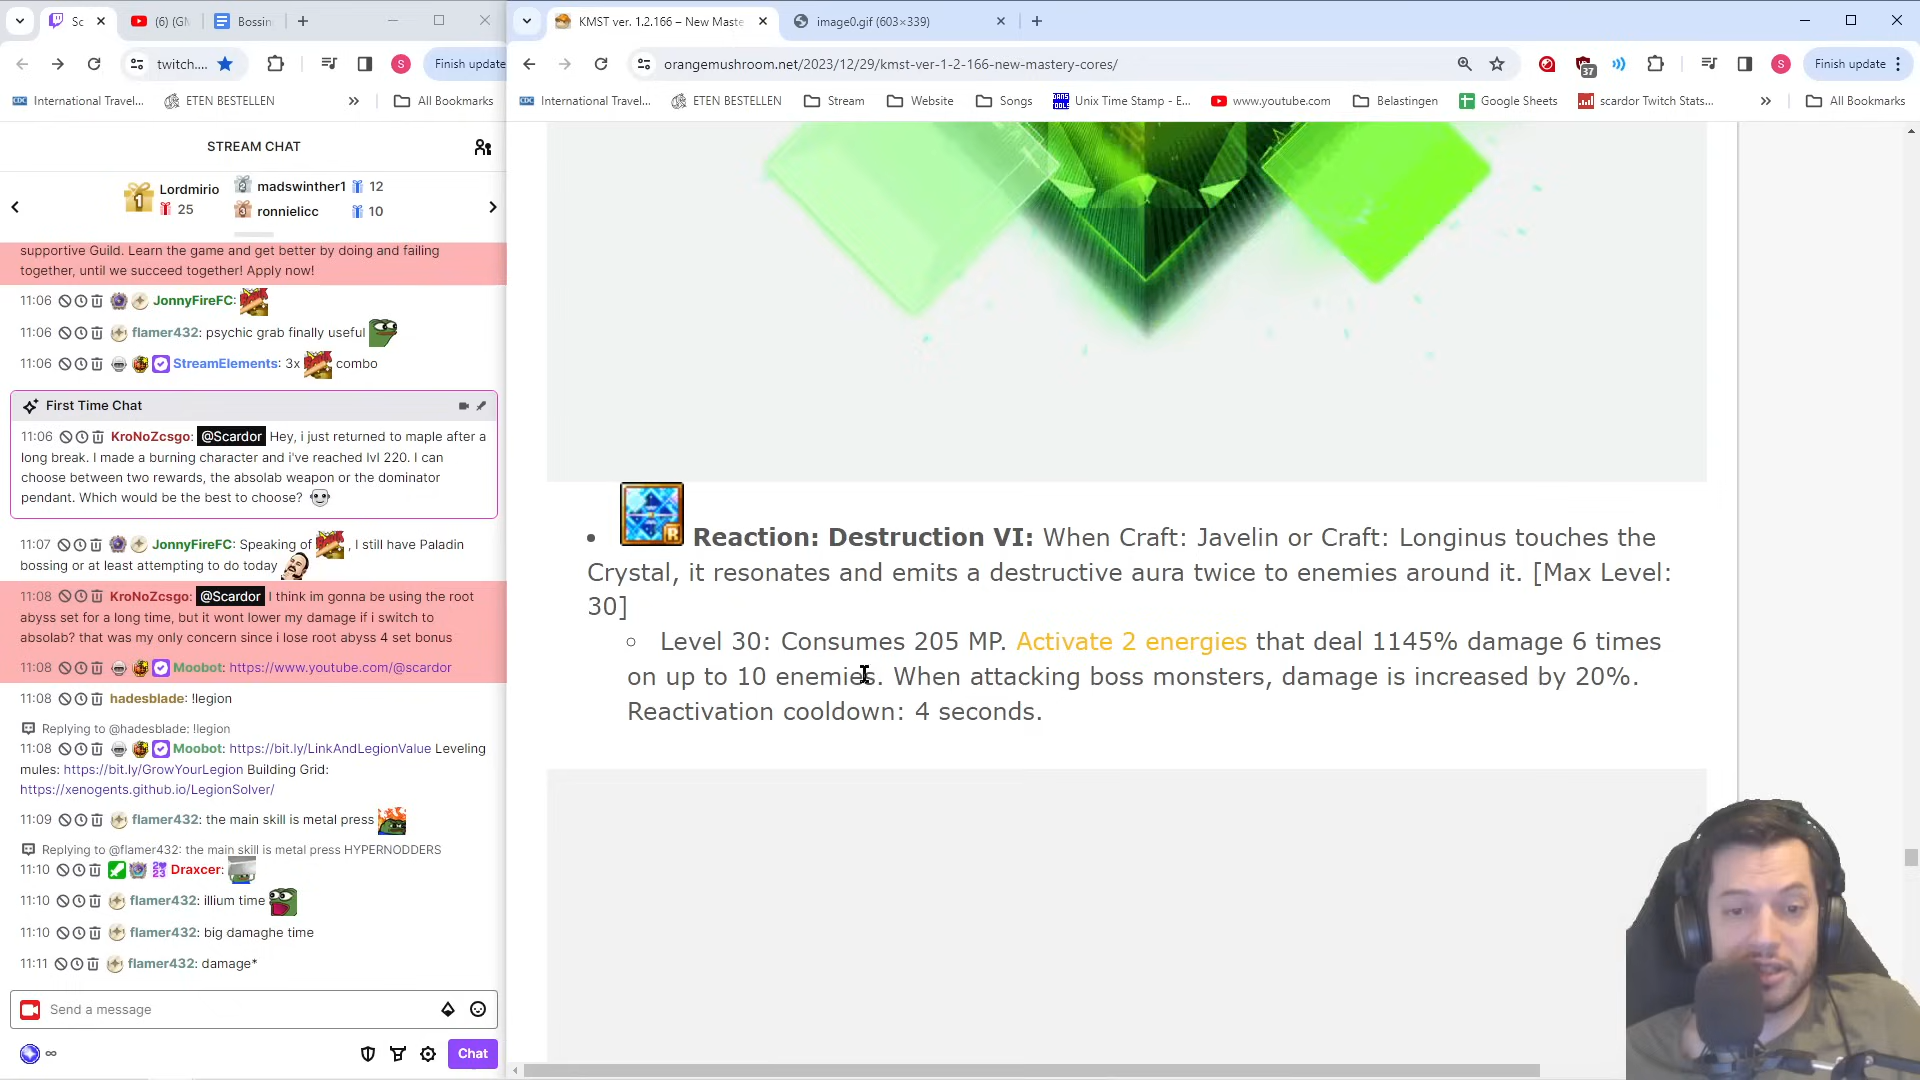 Sc
(6) (GM
Bossin
KMST ver. 1.2.166 – New Maste
image0.gif (603×339)
twitch....
S
Finish update
orangemushroom.net/2023/12/29/kmst-ver-1-2-166-new-mastery-cores/
37
S
Finish update
International Travel...
ETEN BESTELLEN
All Bookmarks
International Travel...
ETEN BESTELLEN
Stream
Website
Songs
Unix Time Stamp - E...
www.youtube.com
Belastingen
Google Sheets
scardor Twitch Stats...
All Bookmarks
STREAM CHAT
1
Lordmirio
25
2
madswinther1
12
3
ronnielicc
10
supportive Guild. Learn the game and get better by doing and failing
together, until we succeed together! Apply now!
11:06 JonnyFireFC:
11:06 flamer432: psychic grab finally useful
11:06 StreamElements: 3x combo
First Time Chat
11:06 KroNoZcsgo: @Scardor Hey, i just returned to maple after a
long break. I made a burning character and i've reached lvl 220. I can
choose between two rewards, the absolab weapon or the dominator
pendant. Which would be the best to choose?
11:07 JonnyFireFC: Speaking of , I still have Paladin
bossing or at least attempting to do today
11:08 KroNoZcsgo: @Scardor I think im gonna be using the root
abyss set for a long time, but it wont lower my damage if i switch to
absolab? that was my only concern since i lose root abyss 4 set bonus
11:08 Moobot: https://www.youtube.com/@scardor
11:08 hadesblade: !legion
Replying to @hadesblade: !legion
11:08 Moobot: https://bit.ly/LinkAndLegionValue Leveling
mules: https://bit.ly/GrowYourLegion Building Grid:
https://xenogents.github.io/LegionSolver/
11:09 flamer432: the main skill is metal press
Replying to @flamer432: the main skill is metal press HYPERNODDERS
11:10 Draxcer:
11:10 flamer432: illium time
11:10 flamer432: big damaghe time
11:11 flamer432: damage*
Send a message
∞
Chat
R
Reaction: Destruction VI: When Craft: Javelin or Craft: Longinus touches the
Crystal, it resonates and emits a destructive aura twice to enemies around it. [Max Level:
30]
Level 30: Consumes 205 MP. Activate 2 energies that deal 1145% damage 6 times
on up to 10 enemies. When attacking boss monsters, damage is increased by 20%.
Reactivation cooldown: 4 seconds.